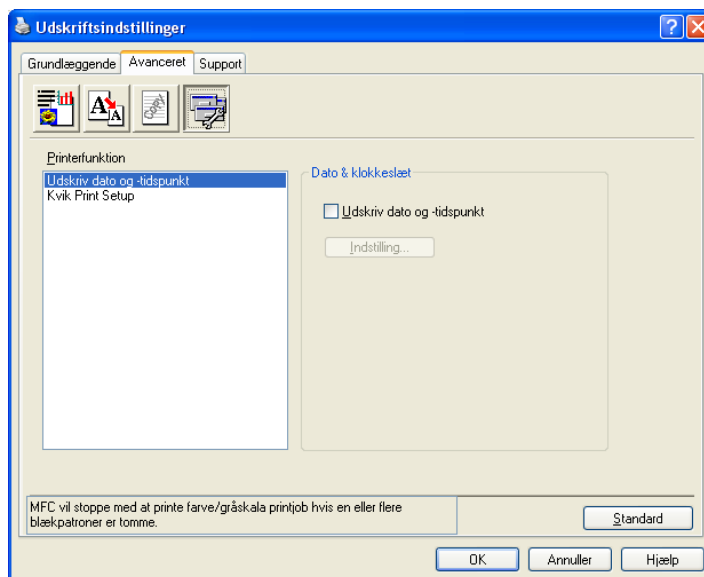 Udskriftsindstillinger
Grundlæggende Avanceret Support
Printerfunktion
Udskriv dato og -tidspunkt
Kvik Print Setup
Dato & klokkeslæt
Udskriv dato og -tidspunkt
Indstilling...
MFC vil stoppe med at printe farve/gråskala printjob hvis en eller flere
blækpatroner er tomme.
Standard
OK Annuller Hjælp